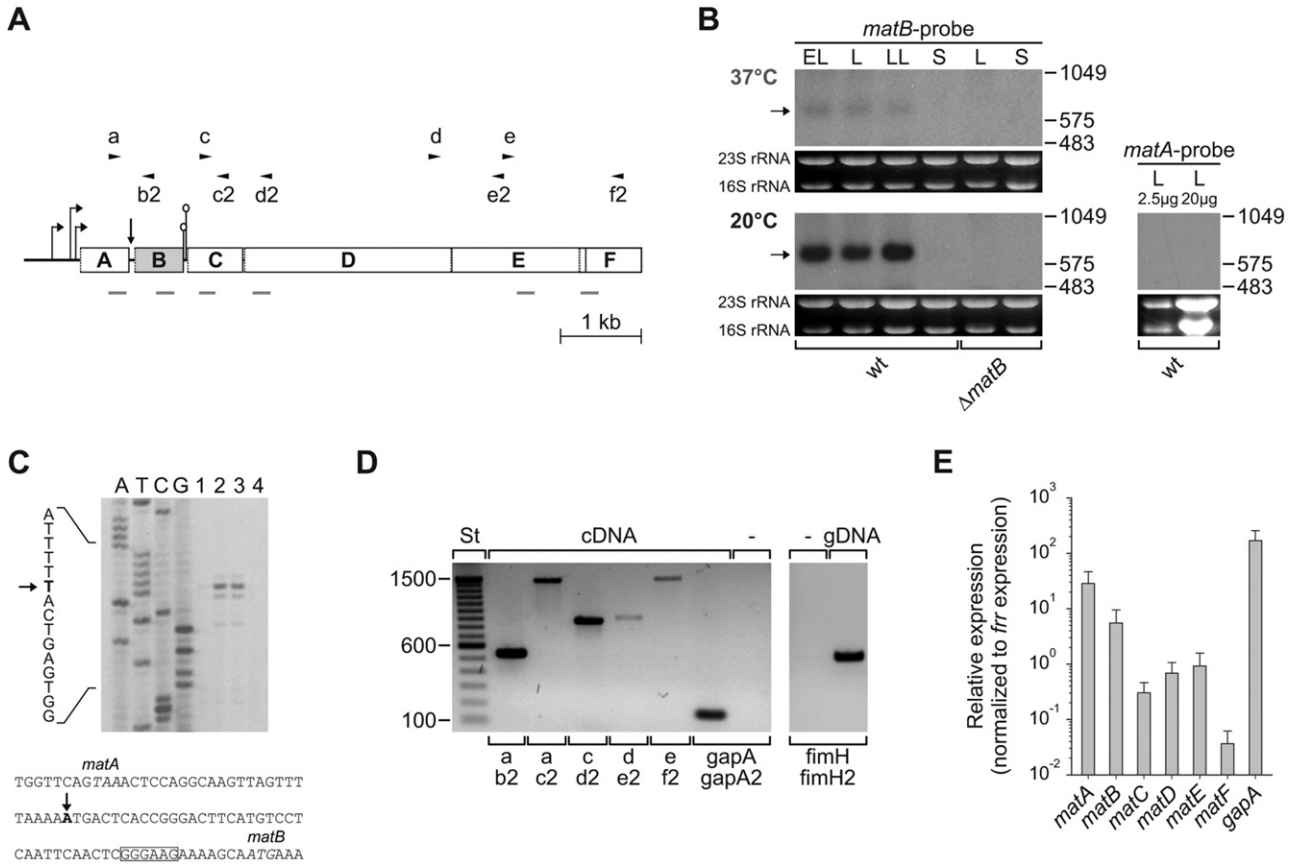 A
a c d e
b2 c2 d2 e2 f2
A B C D E F
1 kb
B
matB-probe
EL L LL S L S
37°C
1049
575
483
23S rRNA
16S rRNA
20°C
1049
575
483
23S rRNA
16S rRNA
wt
ΔmatB
matA-probe
L L
2.5µg 20µg
1049
575
483
wt
C
A T C G 1 2 3 4
A
T
T
T
T
T
A
C
T
G
A
G
T
G
G
matA
TGGTTCAGTAAACTCCAGGCAAGTTAGTTT
TAAAAATGACTCACCGGGACTTCATGTCCT
matB
CAATTCAACTCGGGAAGAAAAGCAATGAAA
D
St cDNA - - gDNA
1500
600
100
a a c d e gapA fimH
b2 c2 d2 e2 f2 gapA2 fimH2
E
Relative expression
(normalized to frr expression)
10³
10²
10¹
10⁰
10⁻¹
10⁻²
matA
matB
matC
matD
matE
matF
gapA